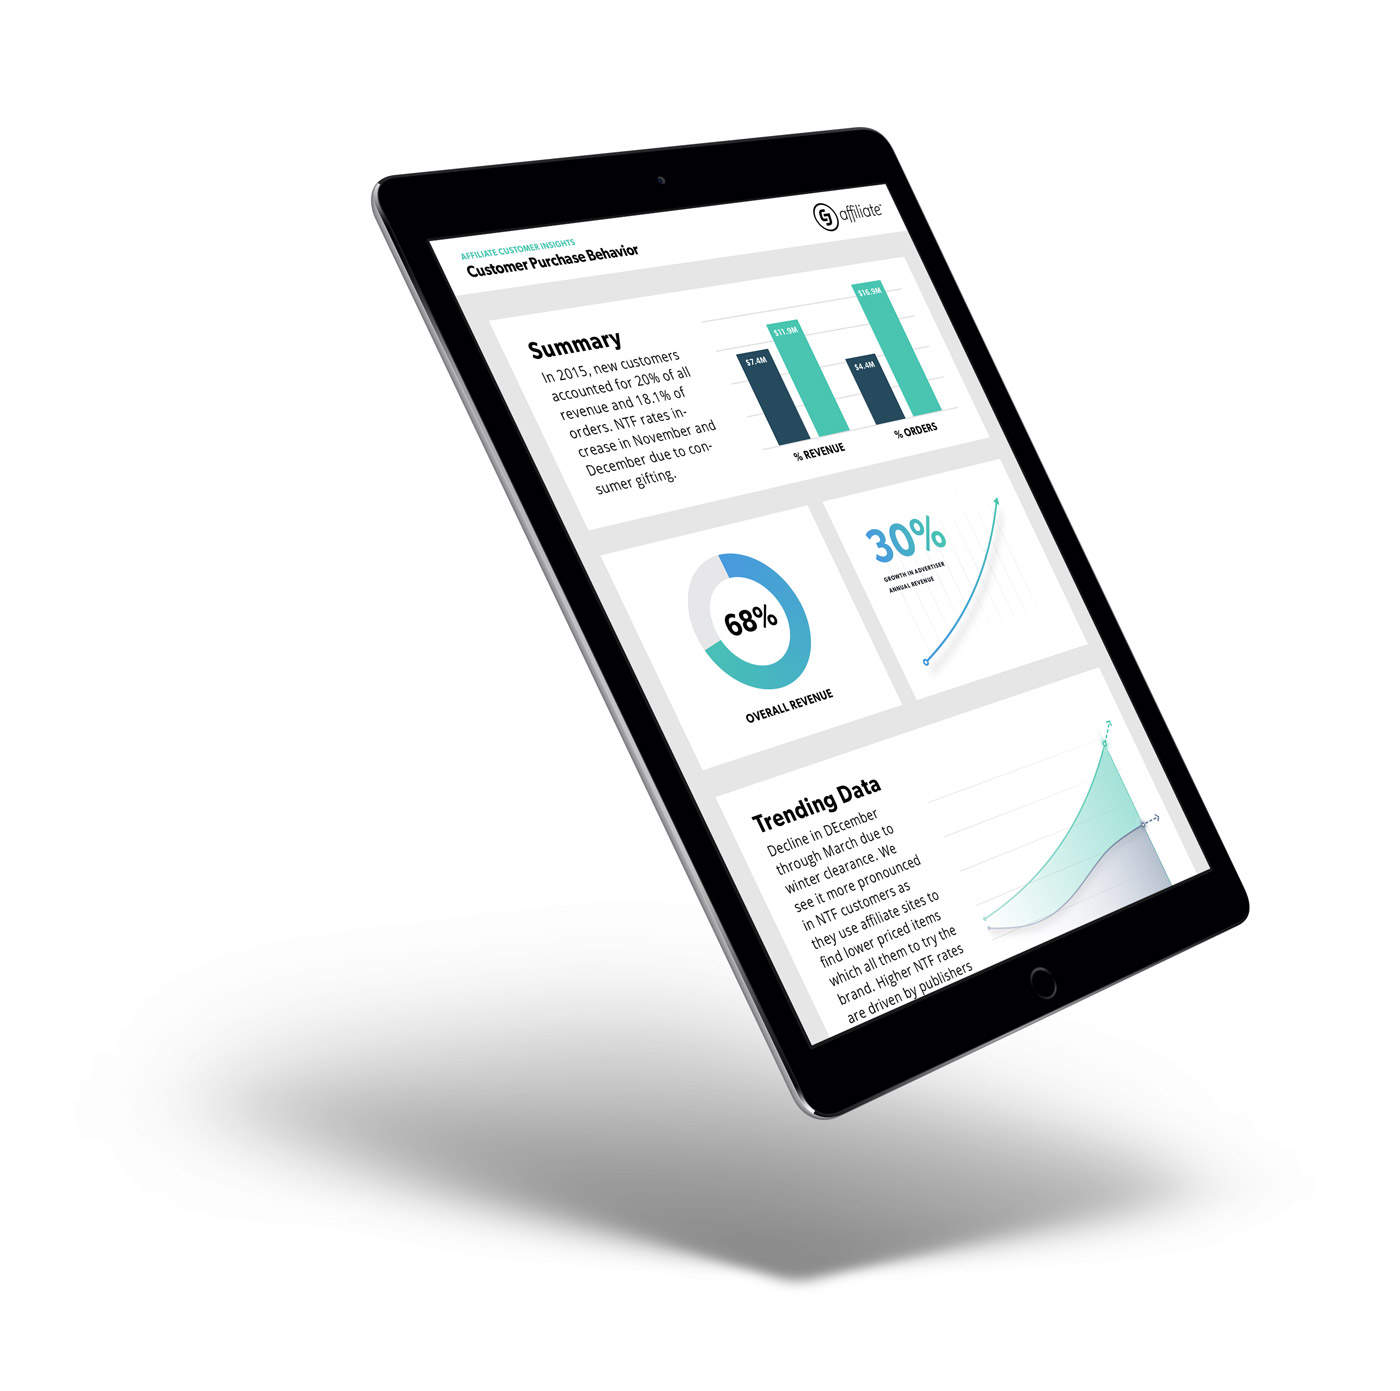 AFFILIATE CUSTOMER INSIGHTS
Customer Purchase Behavior
CJ affiliate
Summary
In 2015, new customers
accounted for 20% of all
revenue and 18.1% of
orders. NTF rates in-
crease in November and
December due to con-
sumer gifting.
$7.4M
$11.9M
$4.4M
$16.9M
% REVENUE
% ORDERS
68%
OVERALL REVENUE
30%
GROWTH IN ADVERTISER
ANNUAL REVENUE
Trending Data
Decline in DEcember
through March due to
winter clearance. We
see it more pronounced
in NTF customers as
they use affiliate sites to
find lower priced items
which all them to try the
brand. Higher NTF rates
are driven by publishers